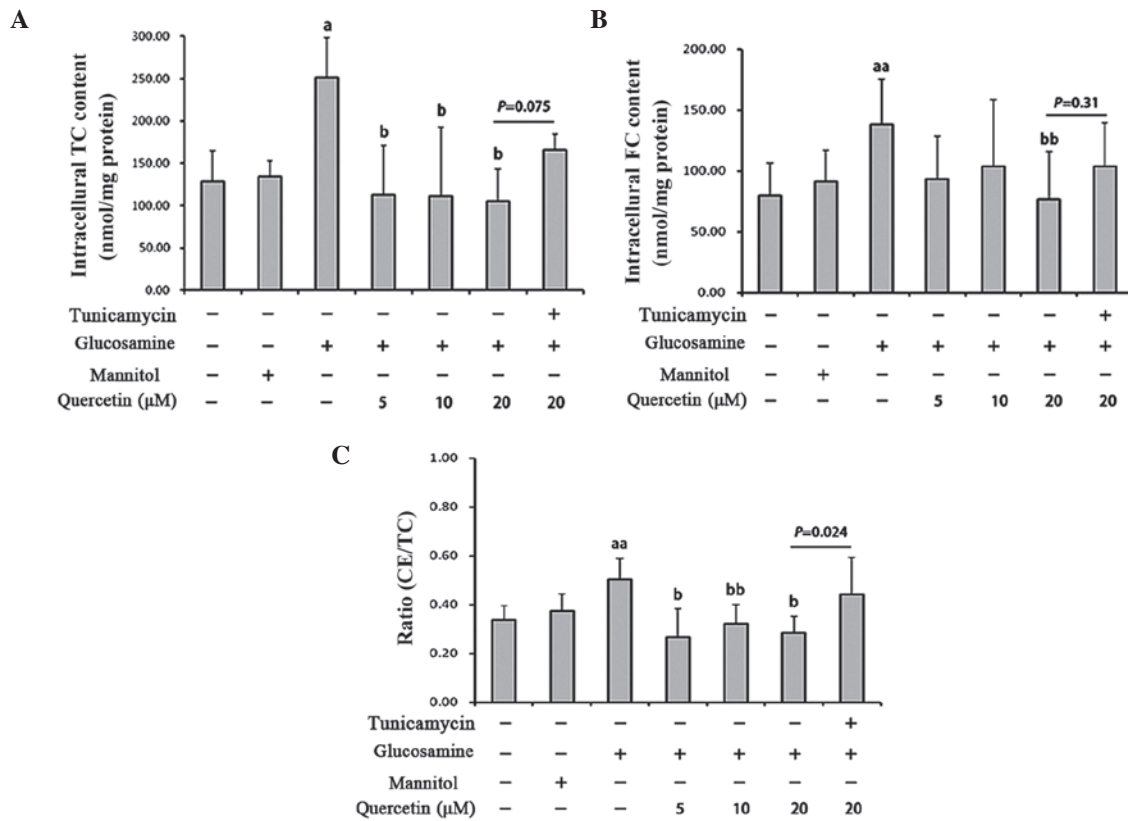 A
Intracellural TC content
(nmol/mg protein)
300.00
250.00
200.00
150.00
100.00
50.00
0.00
a
b
b
b
P=0.075
Tunicamycin – – – – – – +
Glucosamine – – + + + + +
Mannitol – + – – – – –
Quercetin (μM) – – – 5 10 20 20
B
Intracellural FC content
(nmol/mg protein)
200.00
150.00
100.00
50.00
0.00
aa
bb
P=0.31
Tunicamycin – – – – – – +
Glucosamine – – + + + + +
Mannitol – + – – – – –
Quercetin (μM) – – – 5 10 20 20
C
Ratio (CE/TC)
1.00
0.80
0.60
0.40
0.20
0.00
aa
b
bb
b
P=0.024
Tunicamycin – – – – – – +
Glucosamine – – + + + + +
Mannitol – + – – – – –
Quercetin (μM) – – – 5 10 20 20